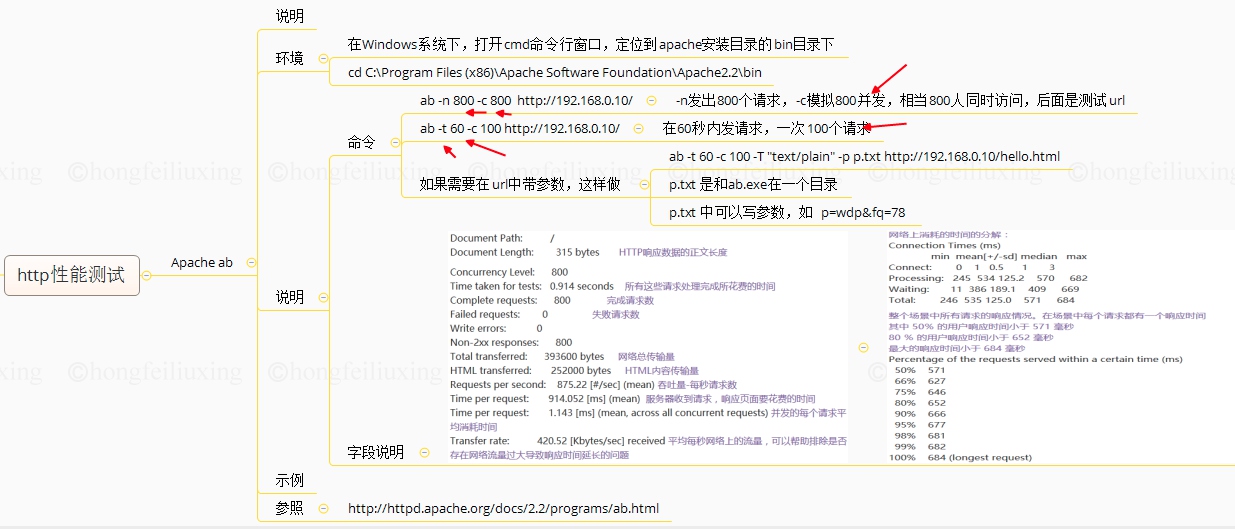 http性能测试
Apache ab
说明
环境
在Windows系统下，打开cmd命令行窗口，定位到apache安装目录的bin目录下
cd C:\Program Files (x86)\Apache Software Foundation\Apache2.2\bin
说明
命令
ab -n 800 -c 800 http://192.168.0.10/
-n发出800个请求，-c模拟800并发，相当800人同时访问，后面是测试url
ab -t 60 -c 100 http://192.168.0.10/
在60秒内发请求，一次100个请求
如果需要在url中带参数，这样做
ab -t 60 -c 100 -T "text/plain" -p p.txt http://192.168.0.10/hello.html
p.txt 是和ab.exe在一个目录
p.txt 中可以写参数，如 p=wdp&fq=78
字段说明
Document Path: /
Document Length: 315 bytes HTTP响应数据的正文长度
Concurrency Level: 800
Time taken for tests: 0.914 seconds 所有这些请求处理完成所花费的时间
Complete requests: 800 完成请求数
Failed requests: 0 失败请求数
Write errors: 0
Non-2xx responses: 800
Total transferred: 393600 bytes 网络总传输量
HTML transferred: 252000 bytes HTML内容传输量
Requests per second: 875.22 [#/sec] (mean) 吞吐量-每秒请求数
Time per request: 914.052 [ms] (mean) 服务器收到请求，响应页面要花费的时间
Time per request: 1.143 [ms] (mean, across all concurrent requests) 并发的每个请求平
均消耗时间
Transfer rate: 420.52 [Kbytes/sec] received 平均每秒网络上的流量，可以帮助排除是否
存在网络流量过大导致响应时间延长的问题
网络上消耗的时间的分解：
Connection Times (ms)
min mean[+/-sd] median max
Connect: 0 1 0.5 1 3
Processing: 245 534 125.2 570 682
Waiting: 11 386 189.1 409 669
Total: 246 535 125.0 571 684
整个场景中所有请求的响应情况。在场景中每个请求都有一个响应时间
其中 50% 的用户响应时间小于 571 毫秒
80 % 的用户响应时间小于 652 毫秒
最大的响应时间小于 684 毫秒
Percentage of the requests served within a certain time (ms)
50% 571
66% 627
75% 646
80% 652
90% 666
95% 677
98% 681
99% 682
100% 684 (longest request)
示例
参照
http://httpd.apache.org/docs/2.2/programs/ab.html
©hongfeiliuxing